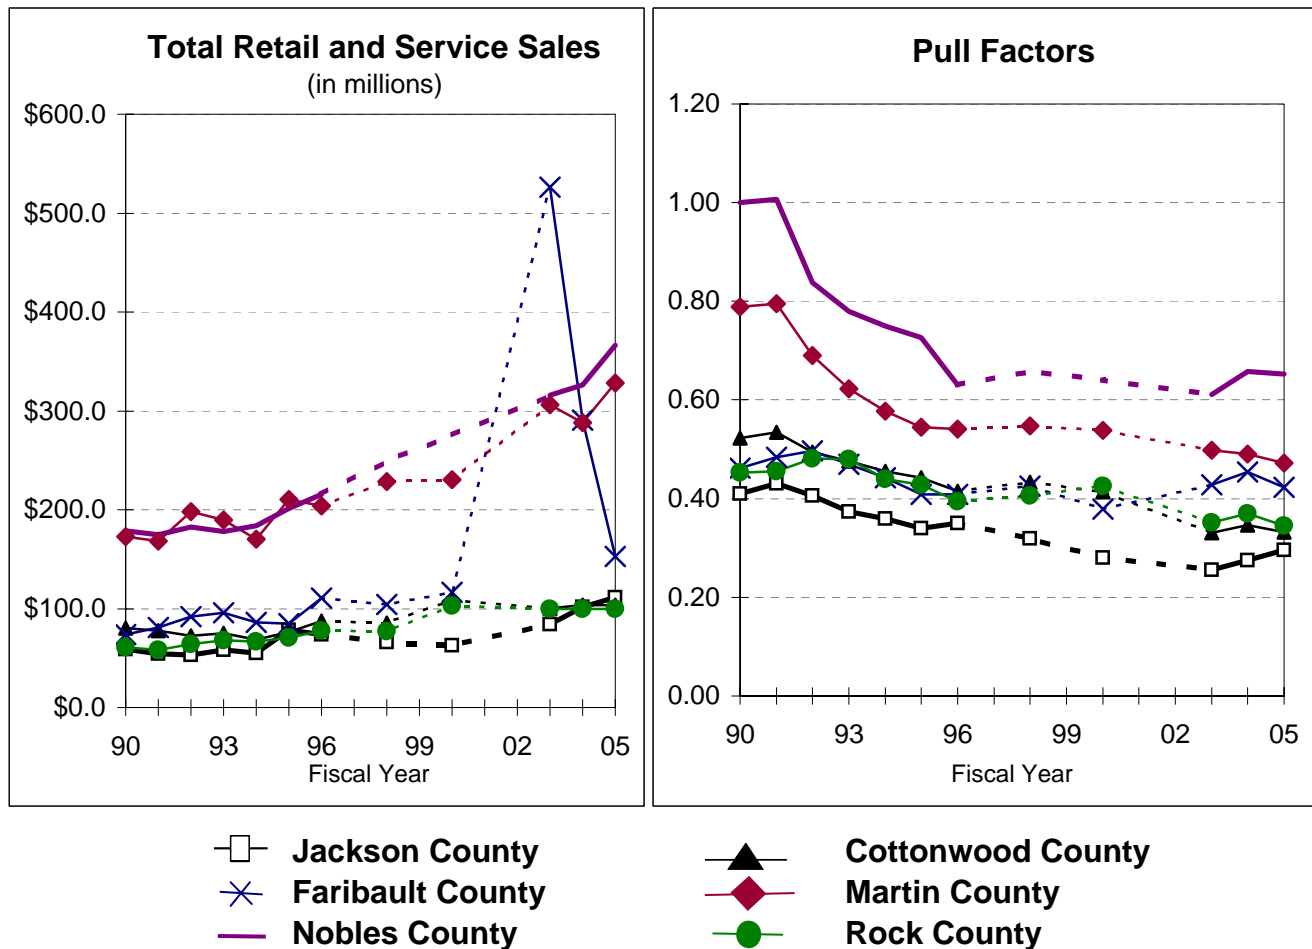 Total Retail and Service Sales
(in millions)
$600.0
$500.0
$400.0
$300.0
$200.0
$100.0
$0.0
90 93 96 99 02 05
Fiscal Year
Pull Factors
1.20
1.00
0.80
0.60
0.40
0.20
0.00
90 93 96 99 02 05
Fiscal Year
Jackson County
Cottonwood County
Faribault County
Martin County
Nobles County
Rock County